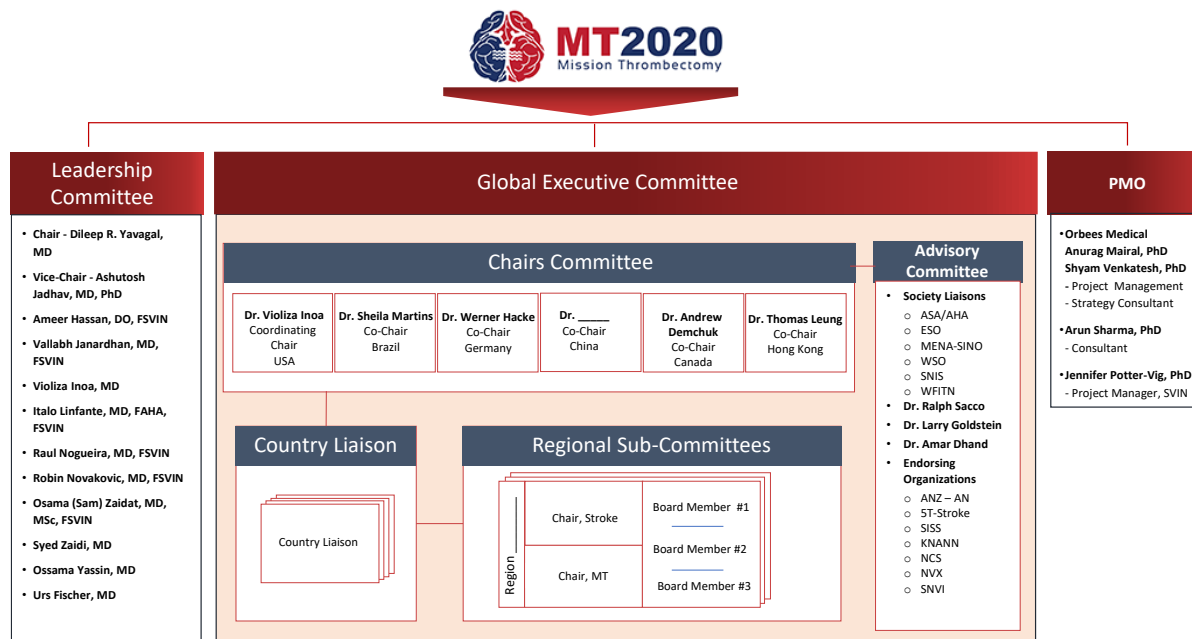 MT2020
Mission Thrombectomy
Leadership
Committee
• Chair - Dileep R. Yavagal,
MD
• Vice-Chair - Ashutosh
Jadhav, MD, PhD
• Ameer Hassan, DO, FSVIN
• Vallabh Janardhan, MD,
FSVIN
• Violiza Inoa, MD
• Italo Linfante, MD, FAHA,
FSVIN
• Raul Nogueira, MD, FSVIN
• Robin Novakovic, MD, FSVIN
• Osama (Sam) Zaidat, MD,
MSc, FSVIN
• Syed Zaidi, MD
• Ossama Yassin, MD
• Urs Fischer, MD
Global Executive Committee
Chairs Committee
Dr. Violiza Inoa
Coordinating
Chair
USA
Dr. Sheila Martins
Co-Chair
Brazil
Dr. Werner Hacke
Co-Chair
Germany
Dr. _____
Co-Chair
China
Dr. Andrew
Demchuk
Co-Chair
Canada
Dr. Thomas Leung
Co-Chair
Hong Kong
Country Liaison
Country Liaison
Regional Sub-Committees
Region ______
Chair, Stroke
Chair, MT
Board Member #1
Board Member #2
Board Member #3
Advisory
Committee
• Society Liaisons
o ASA/AHA
o ESO
o MENA-SINO
o WSO
o SNIS
o WFITN
• Dr. Ralph Sacco
• Dr. Larry Goldstein
• Dr. Amar Dhand
• Endorsing
Organizations
o ANZ – AN
o 5T-Stroke
o SISS
o KNANN
o NCS
o NVX
o SNVI
PMO
•Orbees Medical
Anurag Mairal, PhD
Shyam Venkatesh, PhD
- Project Management
- Strategy Consultant
•Arun Sharma, PhD
- Consultant
•Jennifer Potter-Vig, PhD
- Project Manager, SVIN